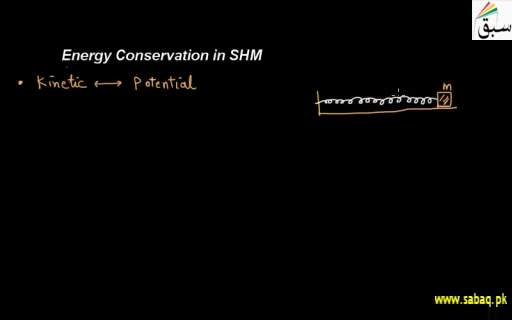 سبق
Energy Conservation in SHM
• Kinetic ⟷ Potential
m
www.sabaq.pk